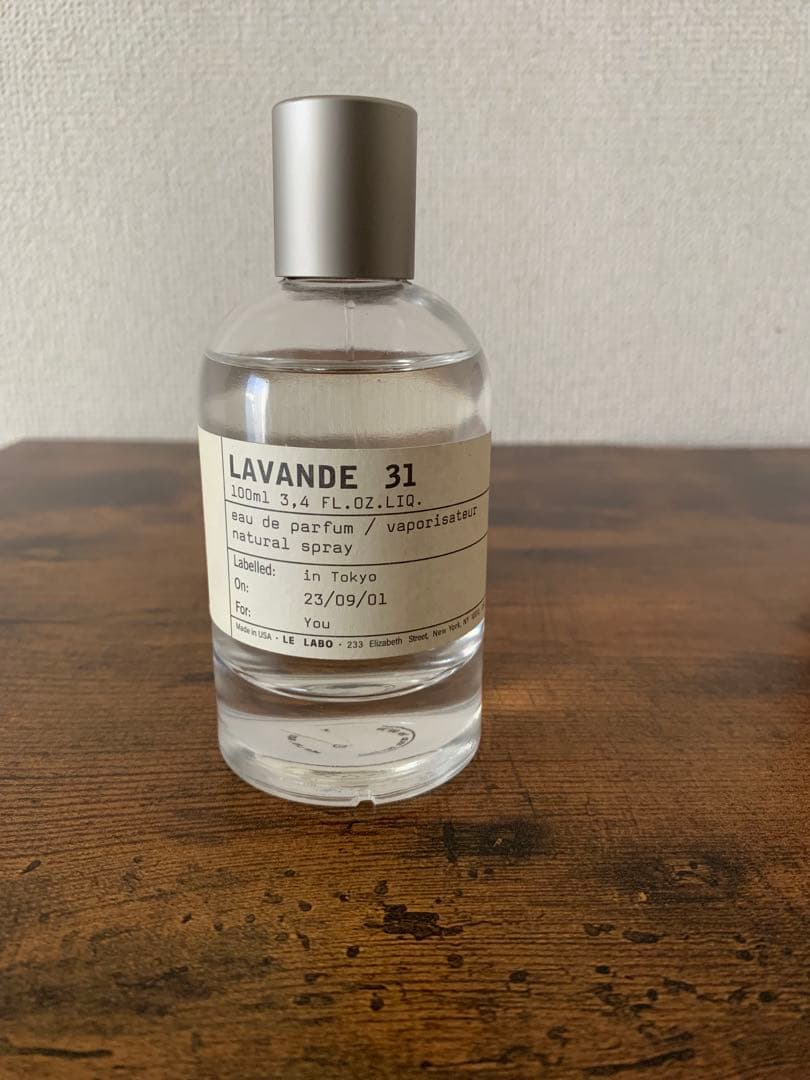 LAVANDE 31
100ml 3,4 FL.OZ.LIQ.
eau de parfum / vaporisateur
natural spray
Labelled: in Tokyo
On: 23/09/01
For: You
Made in USA · LE LABO · 233 Elizabeth Street, New York, NY